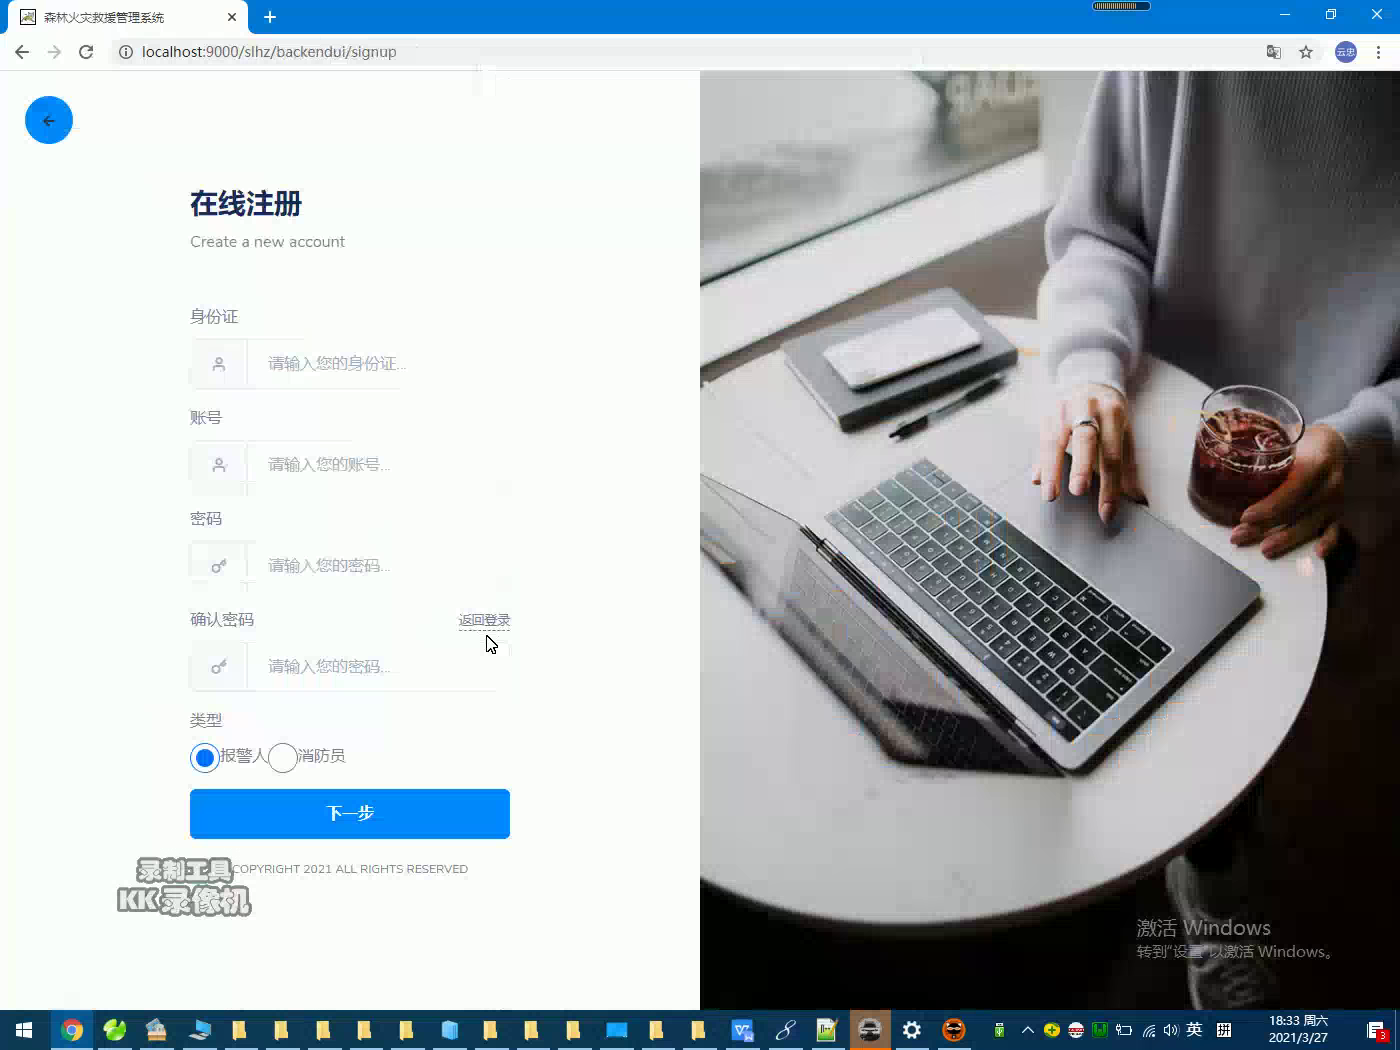 森林火灾救援管理系统
localhost:9000/slhz/backendui/signup
云忠
在线注册
Create a new account
身份证
请输入您的身份证...
账号
请输入您的账号...
密码
请输入您的密码...
确认密码
返回登录
请输入您的密码...
类型
报警人
消防员
下一步
COPYRIGHT 2021 ALL RIGHTS RESERVED
录制工具
KK录像机
激活 Windows
转到"设置"以激活 Windows。
英
拼
18:33 周六
2021/3/27
3